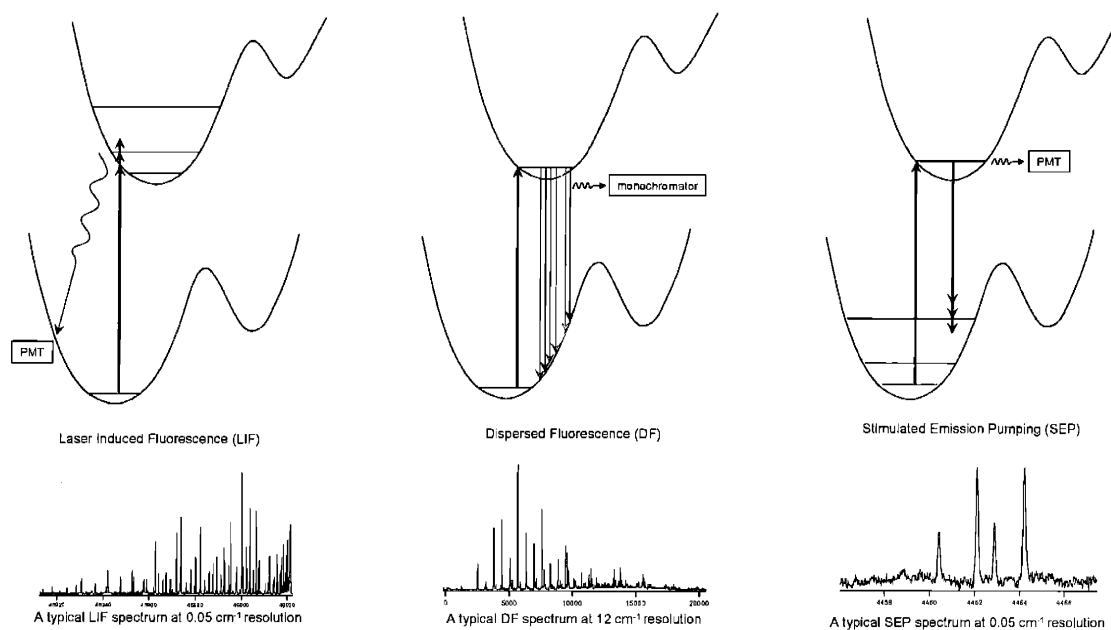 PMT
monochromator
PMT
Laser Induced Fluorescence (LIF)
Dispersed Fluorescence (DF)
Stimulated Emission Pumping (SEP)
0 5000 10000 15000 20000
4458 4460 4462 4464
A typical LIF spectrum at 0.05 cm⁻¹ resolution
A typical DF spectrum at 12 cm⁻¹ resolution
A typical SEP spectrum at 0.05 cm⁻¹ resolution